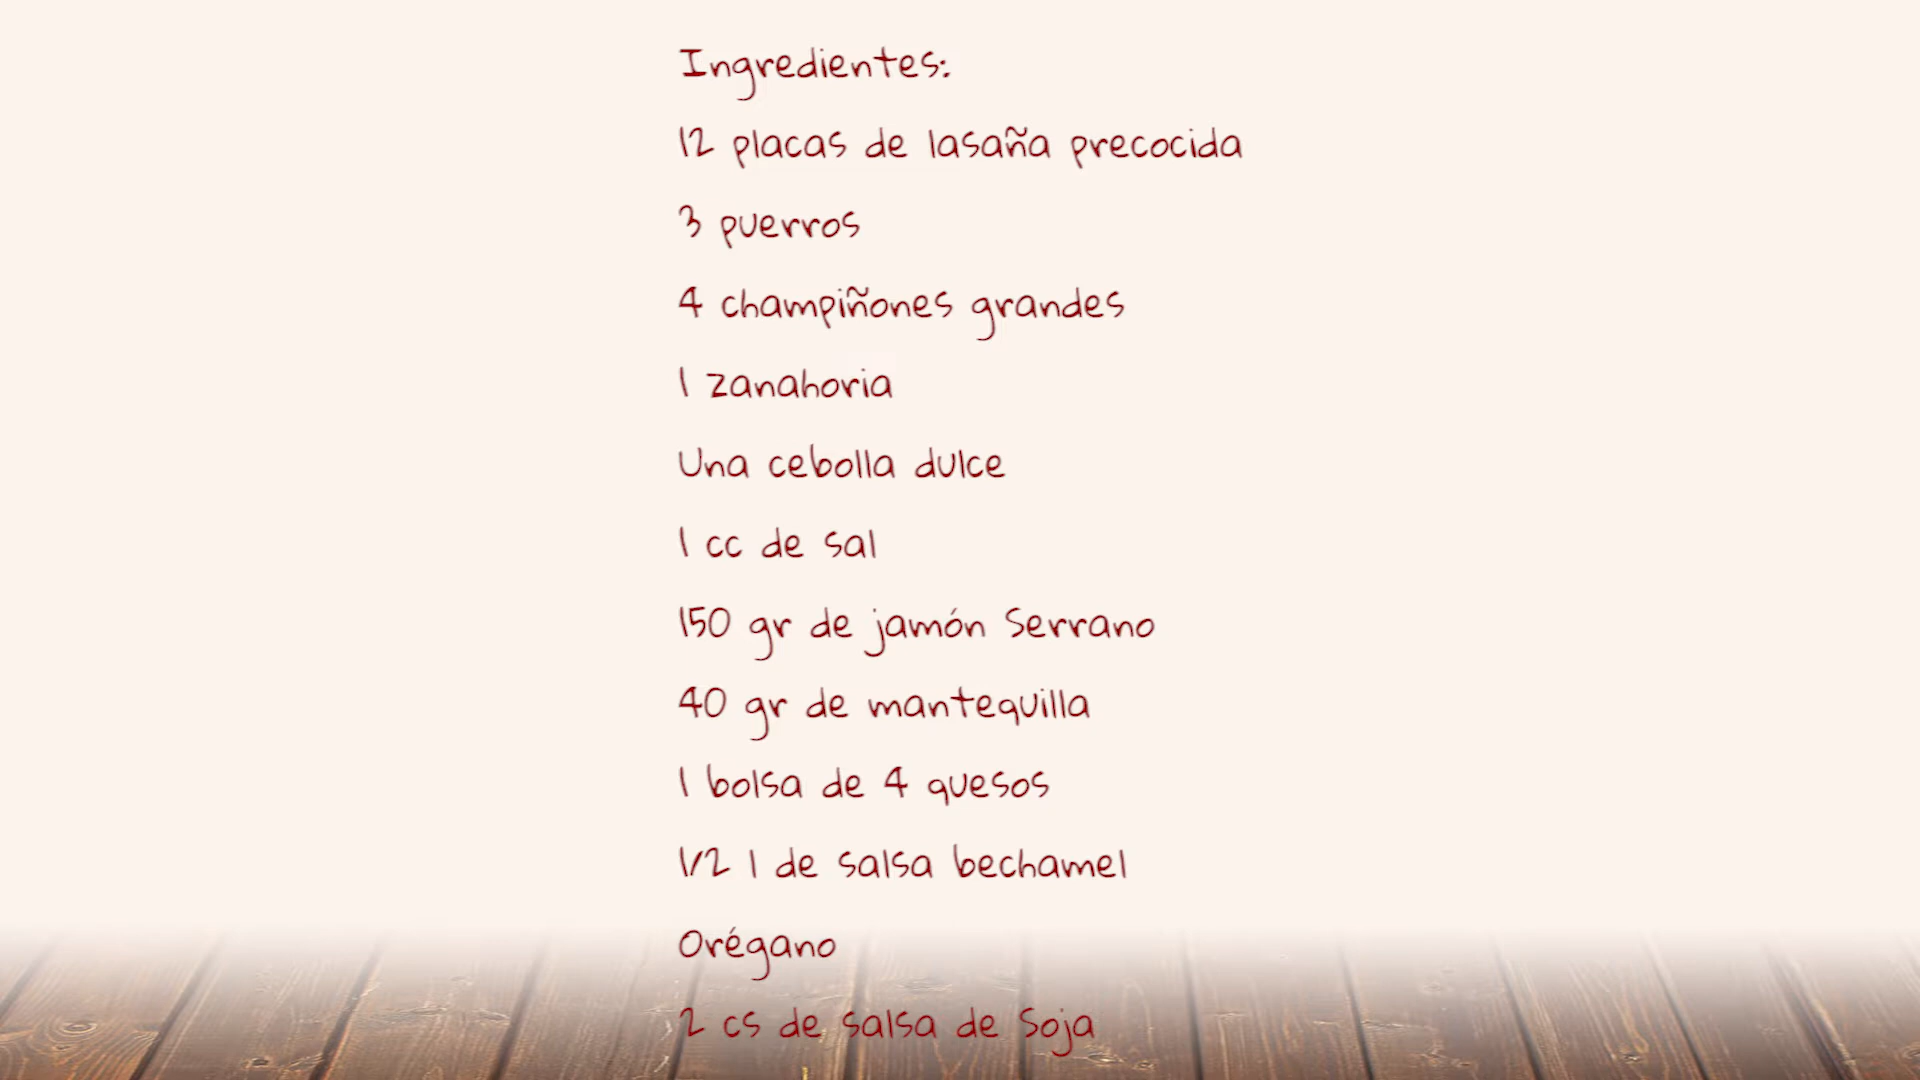 Ingredientes:
12 placas de lasaña precocida
3 puerros
4 champiñones grandes
1 zanahoria
Una cebolla dulce
1 cc de sal
150 gr de jamón Serrano
40 gr de mantequilla
1 bolsa de 4 quesos
1/2 l de salsa bechamel
Orégano
2 cs de salsa de Soja